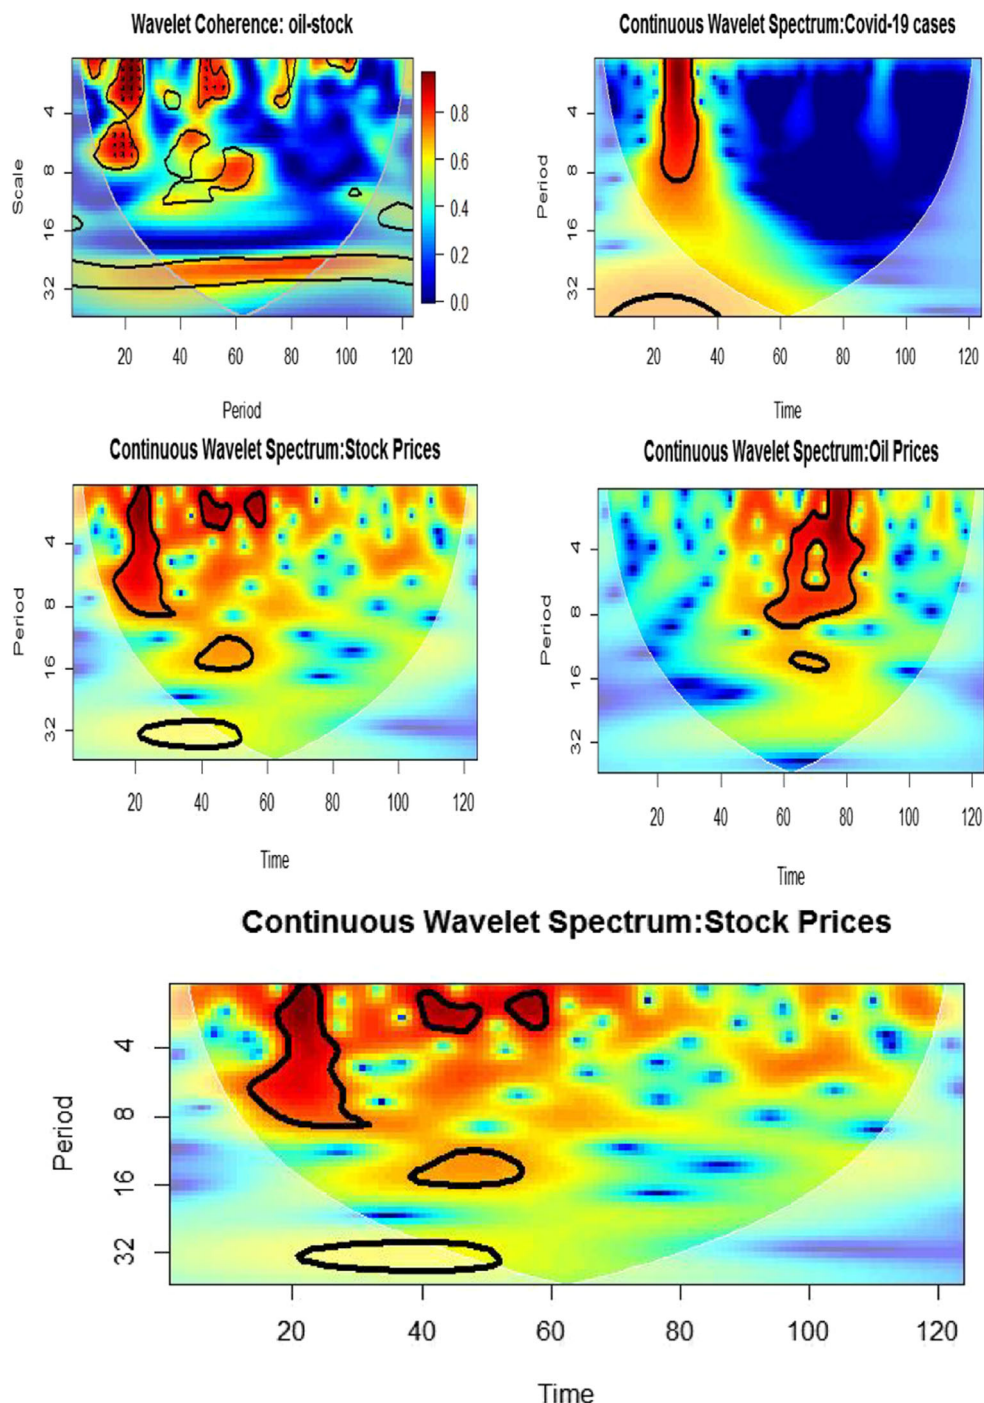 Wavelet Coherence: oil-stock
Scale
4
8
16
32
0.8
0.6
0.4
0.2
0.0
20 40 60 80 100 120
Period
Continuous Wavelet Spectrum:Covid-19 cases
Period
4
8
16
32
20 40 60 80 100 120
Time
Continuous Wavelet Spectrum:Stock Prices
Period
4
8
16
32
20 40 60 80 100 120
Time
Continuous Wavelet Spectrum:Oil Prices
Period
4
8
16
32
20 40 60 80 100 120
Time
Continuous Wavelet Spectrum:Stock Prices
Period
4
8
16
32
20 40 60 80 100 120
Time